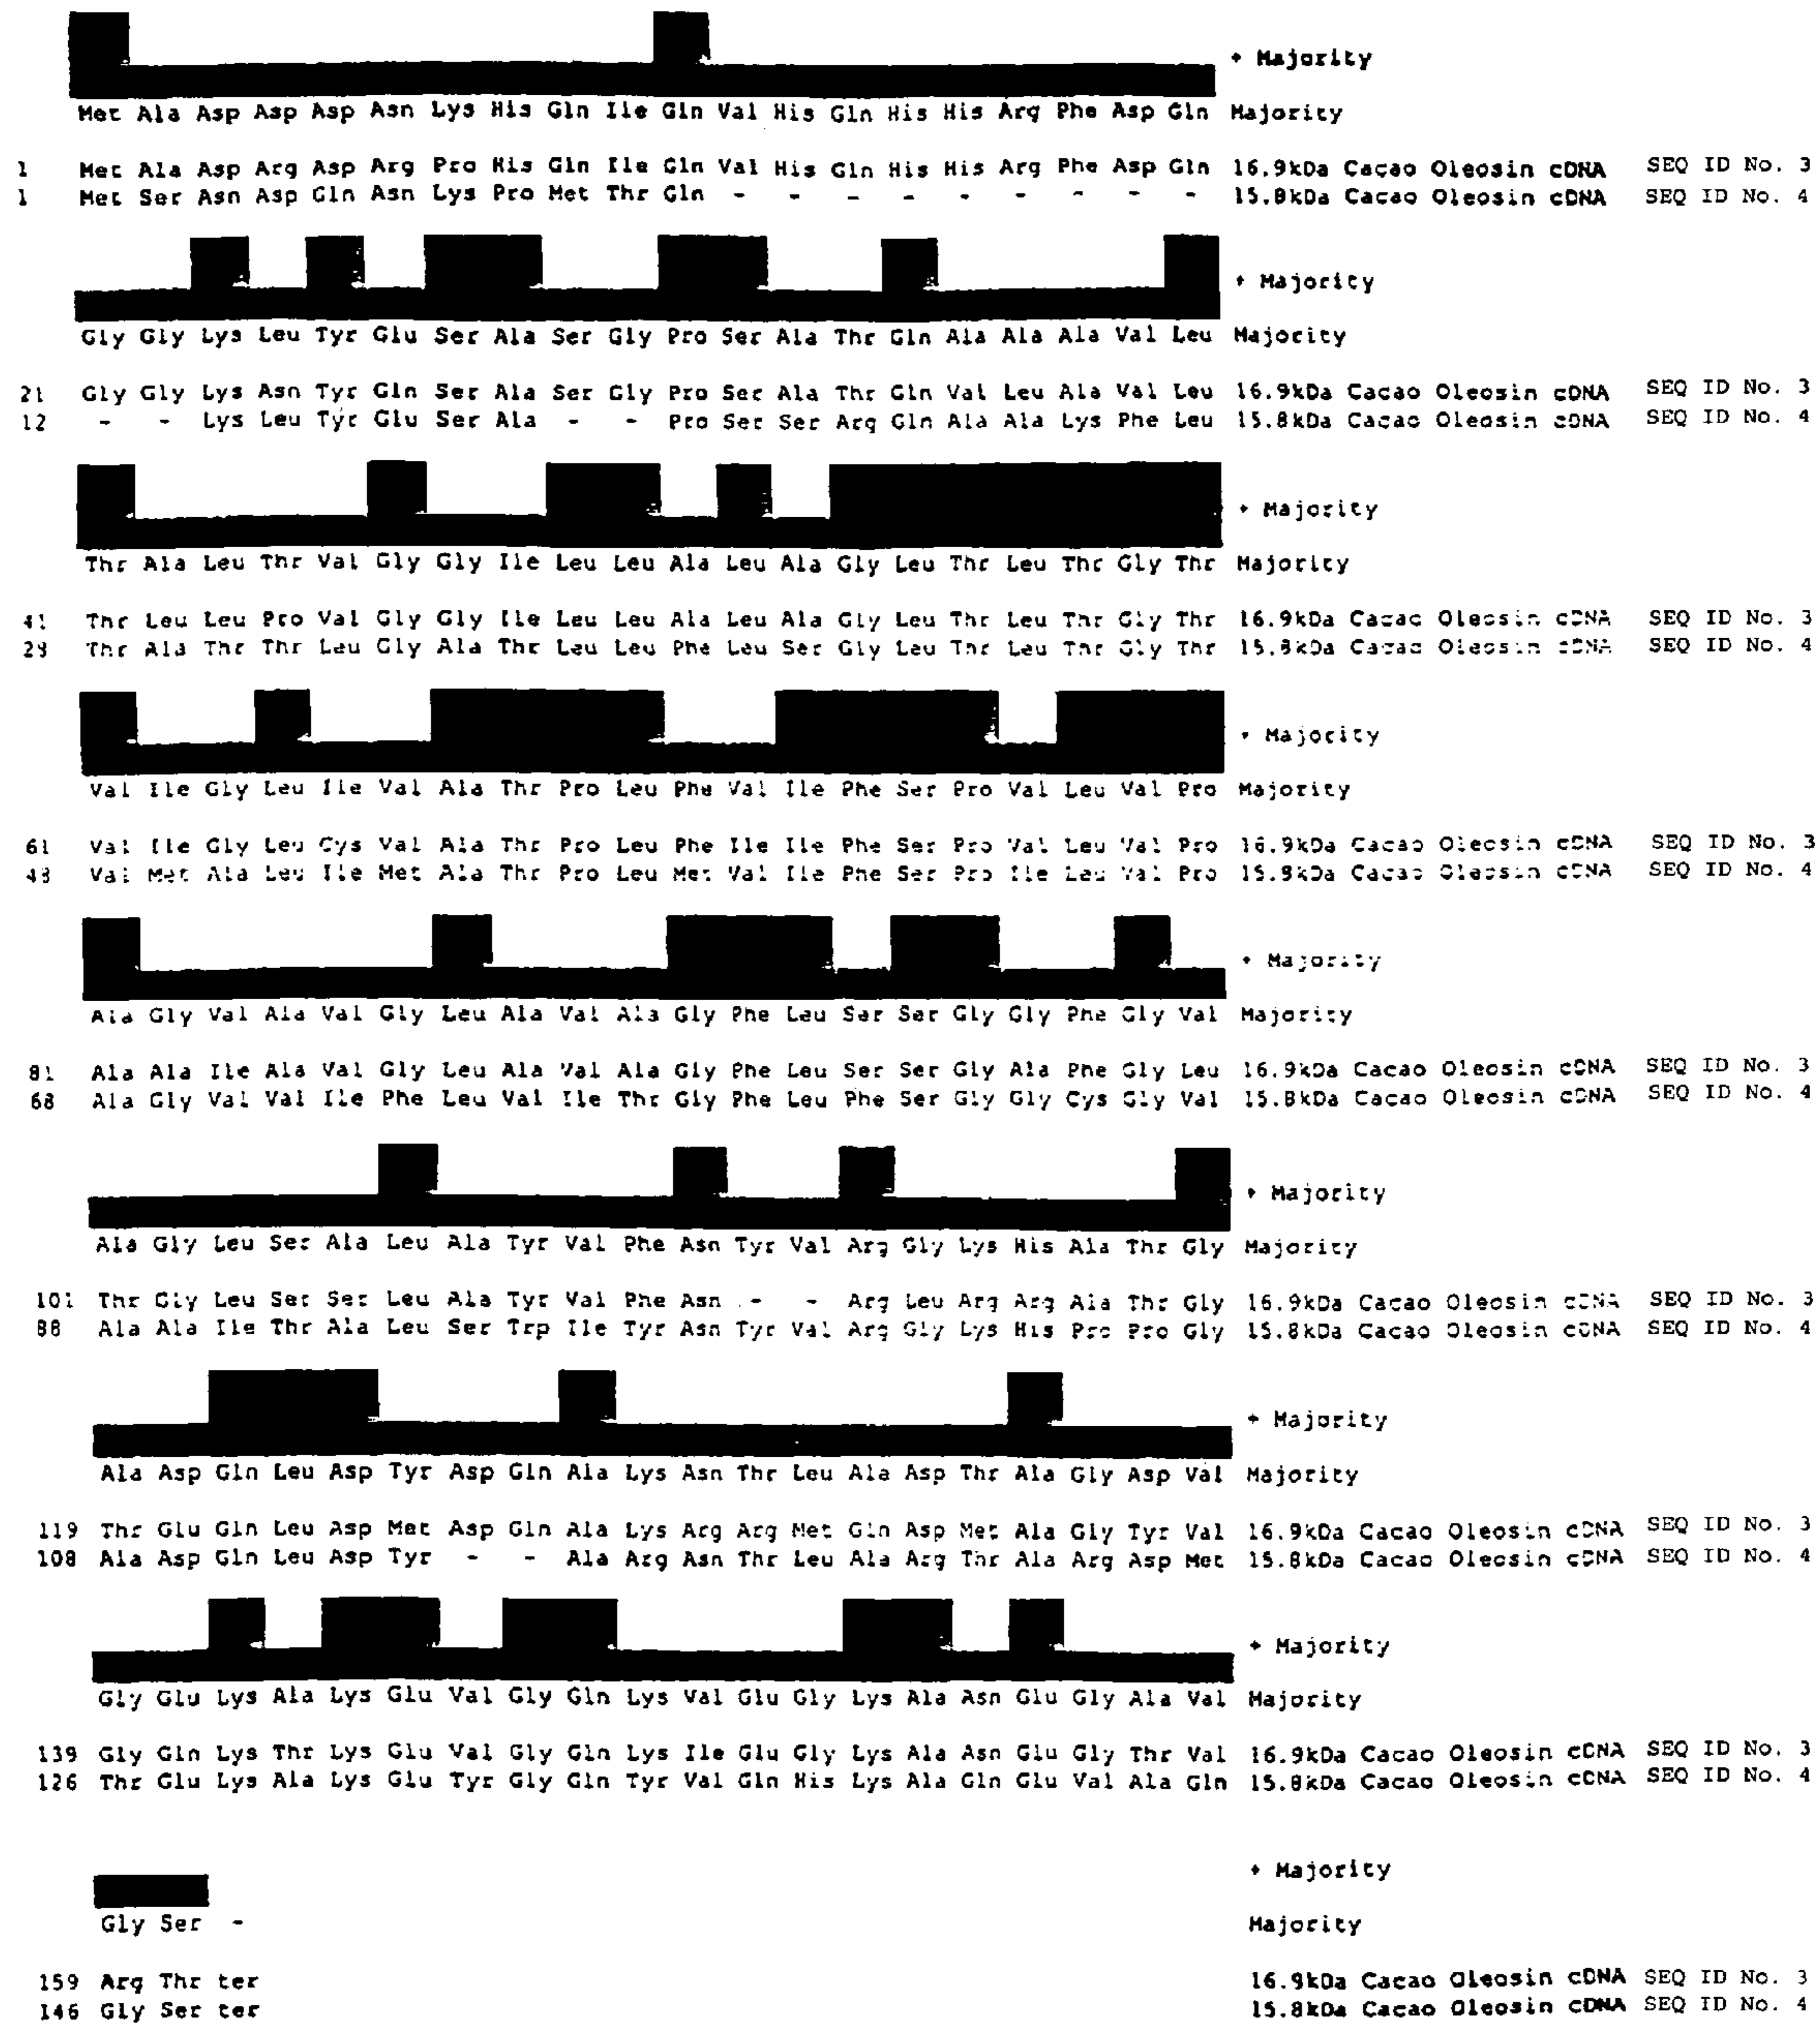 + Majority
Met Ala Asp Asp Asp Asn Lys His Gln Ile Gln Val His Gln His His Arg Phe Asp Gln Majority
1 Met Ala Asp Arg Asp Arg Pro His Gln Ile Gln Val His Gln His His Arg Phe Asp Gln 16.9kDa Cacao Oleosin cDNA SEQ ID No. 3
1 Met Ser Asn Asp Gln Asn Lys Pro Met Thr Gln - - - - - - - - - 15.8kDa Cacao Oleosin cDNA SEQ ID No. 4
+ Majority
Gly Gly Lys Leu Tyr Glu Ser Ala Ser Gly Pro Ser Ala Thr Gln Ala Ala Ala Val Leu Majority
21 Gly Gly Lys Asn Tyr Gln Ser Ala Ser Gly Pro Ser Ala Thr Gln Val Leu Ala Val Leu 16.9kDa Cacao Oleosin cDNA SEQ ID No. 3
12 - - Lys Leu Tyr Glu Ser Ala - - Pro Ser Ser Arg Gln Ala Ala Lys Phe Leu 15.8kDa Cacao Oleosin cDNA SEQ ID No. 4
+ Majority
Thr Ala Leu Thr Val Gly Gly Ile Leu Leu Ala Leu Ala Gly Leu Thr Leu Thr Gly Thr Majority
41 Thr Leu Leu Pro Val Gly Gly Ile Leu Leu Ala Leu Ala Gly Leu Thr Leu Thr Gly Thr 16.9kDa Cacao Oleosin cDNA SEQ ID No. 3
28 Thr Ala Thr Thr Leu Gly Ala Thr Leu Leu Phe Leu Ser Gly Leu Thr Leu Thr Gly Thr 15.8kDa Cacao Oleosin cDNA SEQ ID No. 4
+ Majority
Val Ile Gly Leu Ile Val Ala Thr Pro Leu Phe Val Ile Phe Ser Pro Val Leu Val Pro Majority
61 Val Ile Gly Leu Cys Val Ala Thr Pro Leu Phe Ile Ile Phe Ser Pro Val Leu Val Pro 16.9kDa Cacao Oleosin cDNA SEQ ID No. 3
48 Val Met Ala Leu Ile Met Ala Thr Pro Leu Met Val Ile Phe Ser Pro Ile Leu Val Pro 15.8kDa Cacao Oleosin cDNA SEQ ID No. 4
+ Majority
Ala Gly Val Ala Val Gly Leu Ala Val Ala Gly Phe Leu Ser Ser Gly Gly Phe Gly Val Majority
81 Ala Ala Ile Ala Val Gly Leu Ala Val Ala Gly Phe Leu Ser Ser Gly Ala Phe Gly Leu 16.9kDa Cacao Oleosin cDNA SEQ ID No. 3
68 Ala Gly Val Val Ile Phe Leu Val Ile Thr Gly Phe Leu Phe Ser Gly Gly Cys Gly Val 15.8kDa Cacao Oleosin cDNA SEQ ID No. 4
+ Majority
Ala Gly Leu Ser Ala Leu Ala Tyr Val Phe Asn Tyr Val Arg Gly Lys His Ala Thr Gly Majority
101 Thr Gly Leu Ser Ser Leu Ala Tyr Val Phe Asn - - Arg Leu Arg Arg Ala Thr Gly 16.9kDa Cacao Oleosin cDNA SEQ ID No. 3
88 Ala Ala Ile Thr Ala Leu Ser Trp Ile Tyr Asn Tyr Val Arg Gly Lys His Pro Pro Gly 15.8kDa Cacao Oleosin cDNA SEQ ID No. 4
+ Majority
Ala Asp Gln Leu Asp Tyr Asp Gln Ala Lys Asn Thr Leu Ala Asp Thr Ala Gly Asp Val Majority
119 Thr Glu Gln Leu Asp Met Asp Gln Ala Lys Arg Arg Met Gln Asp Met Ala Gly Tyr Val 16.9kDa Cacao Oleosin cDNA SEQ ID No. 3
108 Ala Asp Gln Leu Asp Tyr - - Ala Arg Asn Thr Leu Ala Arg Thr Ala Arg Asp Met 15.8kDa Cacao Oleosin cDNA SEQ ID No. 4
+ Majority
Gly Glu Lys Ala Lys Glu Val Gly Gln Lys Val Glu Gly Lys Ala Asn Glu Gly Ala Val Majority
139 Gly Gln Lys Thr Lys Glu Val Gly Gln Lys Ile Glu Gly Lys Ala Asn Glu Gly Thr Val 16.9kDa Cacao Oleosin cDNA SEQ ID No. 3
126 Thr Glu Lys Ala Lys Glu Tyr Gly Gln Tyr Val Gln His Lys Ala Gln Glu Val Ala Gln 15.8kDa Cacao Oleosin cDNA SEQ ID No. 4
+ Majority
Gly Ser - Majority
159 Arg Thr ter 16.9kDa Cacao Oleosin cDNA SEQ ID No. 3
146 Gly Ser ter 15.8kDa Cacao Oleosin cDNA SEQ ID No. 4